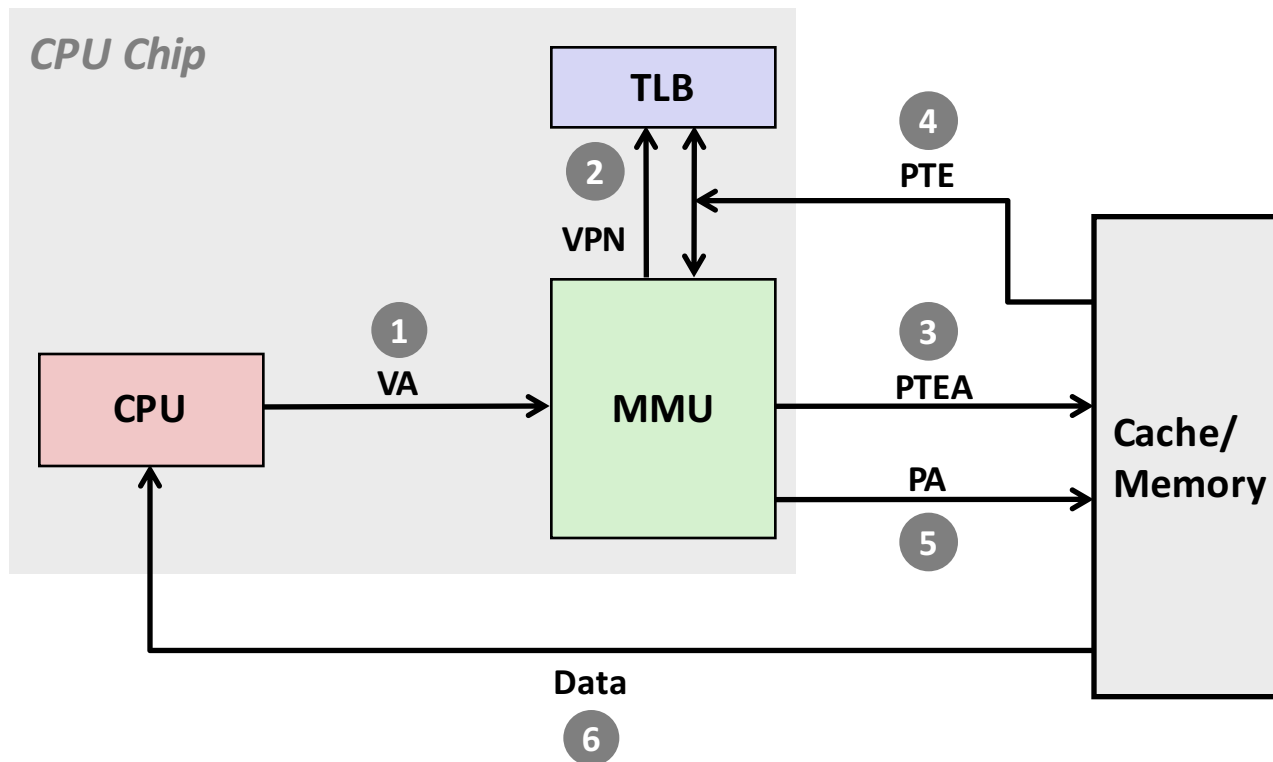 CPU Chip
TLB
4
2
PTE
VPN
1
3
VA
PTEA
CPU
MMU
Cache/
Memory
PA
5
Data
6